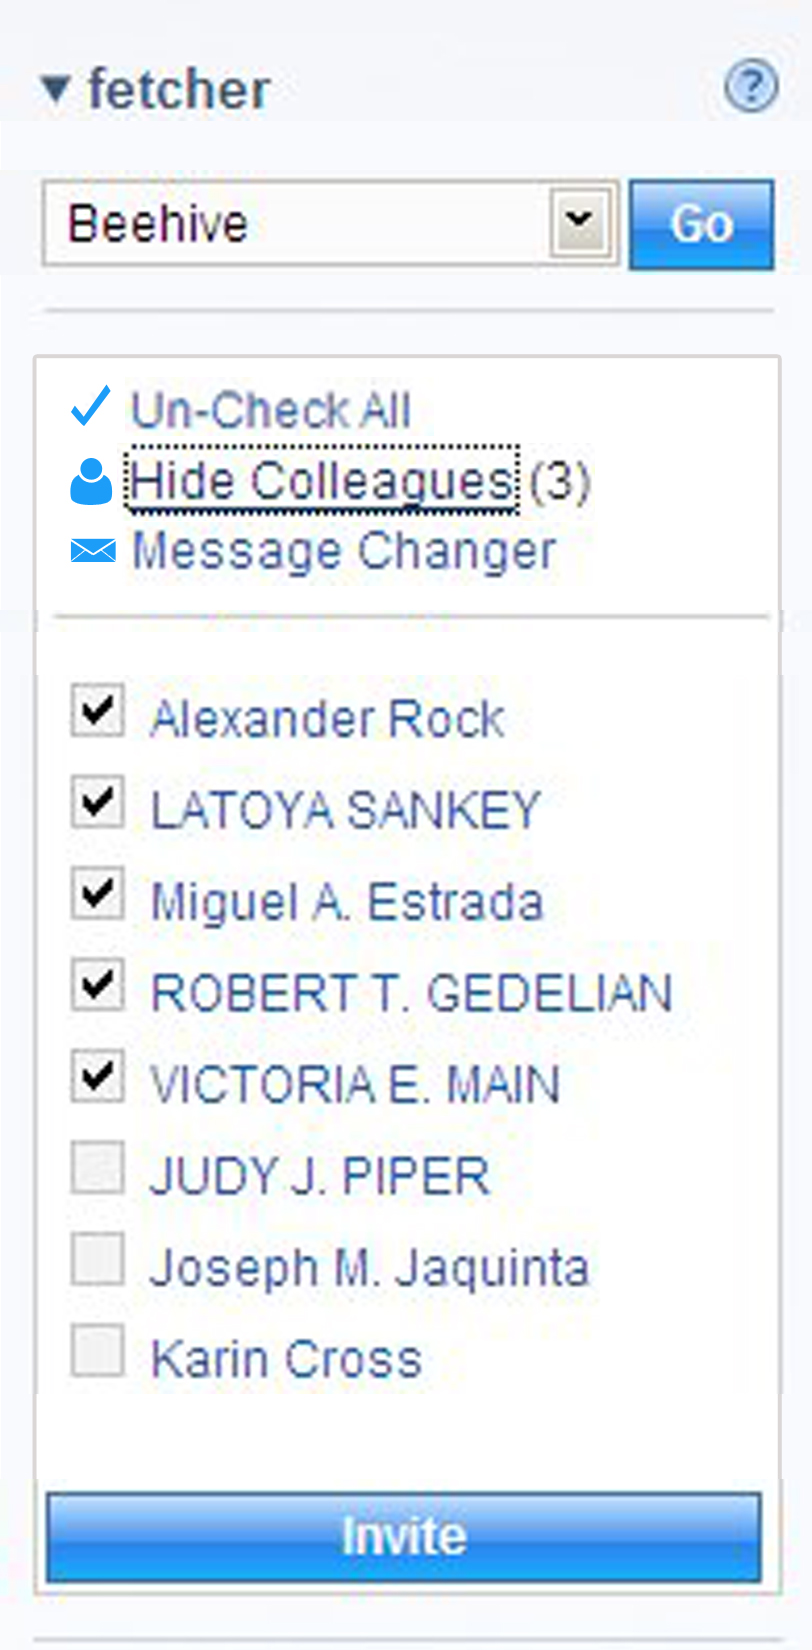 fetcher
?
Beehive
Go
Un-Check All
Hide Colleagues (3)
Message Changer
Alexander Rock
LATOYA SANKEY
Miguel A. Estrada
ROBERT T. GEDELIAN
VICTORIA E. MAIN
JUDY J. PIPER
Joseph M. Jaquinta
Karin Cross
Invite